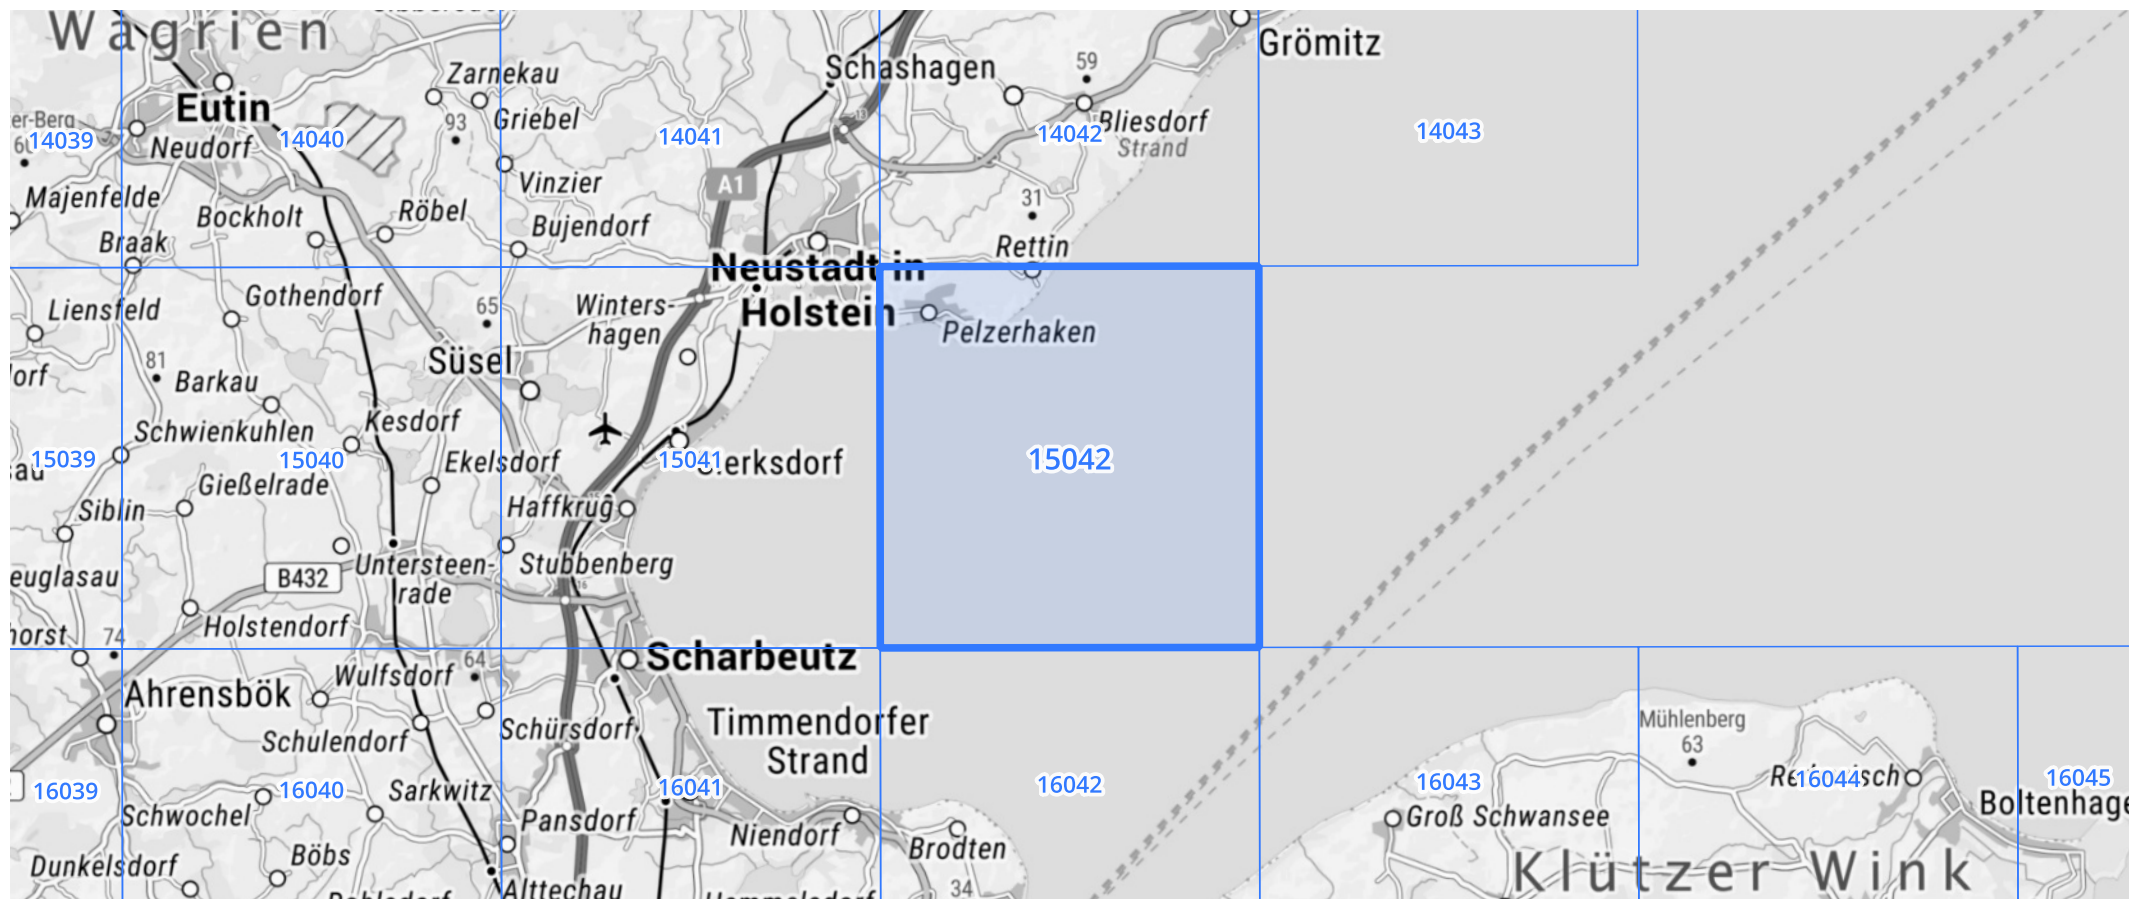 Wagrien
Grömitz
Schashagen
59
Zarnekau
Eutin
Griebel
93
er-Berg
13
Bliesdorf
Strand
14039
14040
14041
14042
14043
Neudorf
A1
Vinzier
Majenfelde
Bockholt
Röbel
31
Bujendorf
Braak
Rettin
Neustadt in
Holstein
Liensfeld
Gothendorf
65
Winters-
hagen
Pelzerhaken
81
Süsel
Barkau
Kesdorf
Schwienkuhlen
15039
15040
15041
15042
Ekelsdorf
Gießelrade
Haffkrug
Siblin
Stubbenberg
16
B432
Untersteen-
rade
euglasau
Holstendorf
horst
74
Scharbeutz
64
Wulfsdorf
Ahrensbök
Schürsdorf
Timmendorfer
Strand
Mühlenberg
63
Schulendorf
16039
16040
16041
16042
16043
16044
16045
Sarkwitz
Boltenhage
Schwochel
Pansdorf
Niendorf
Groß Schwansee
Brodten
Böbs
Dunkelsdorf
34
Klützer Wink
Alttechau